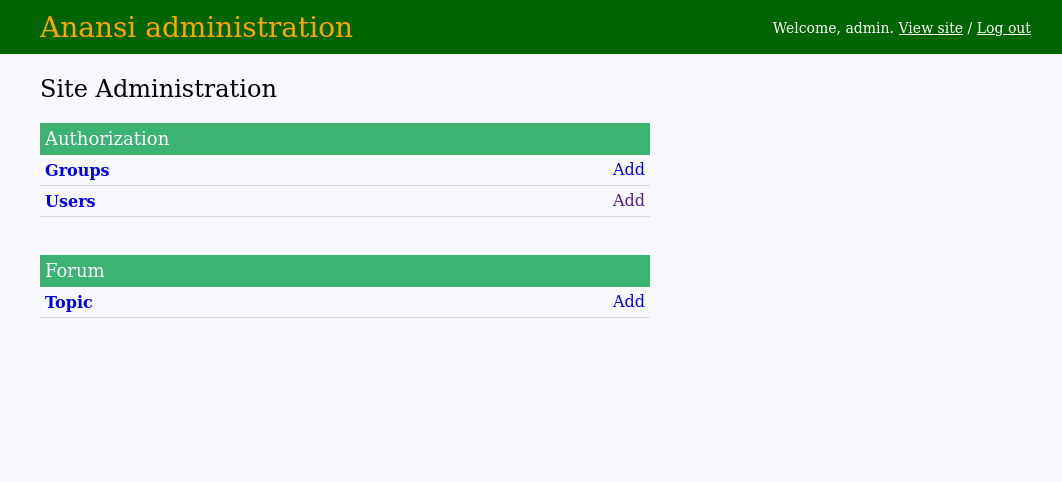 Anansi administration
Welcome, admin. View site / Log out
Site Administration
Authorization
Groups Add
Users Add
Forum
Topic Add